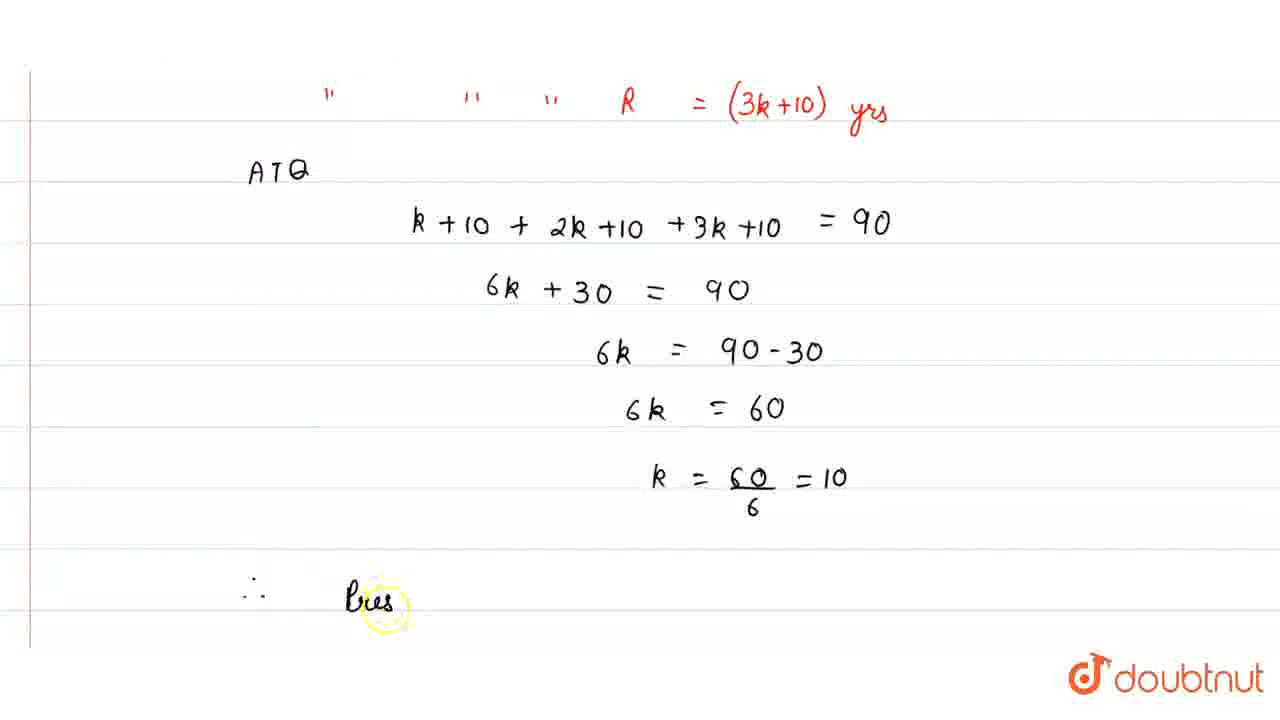 " " " R = (3k+10) yrs
ATQ
k + 10 + 2k + 10 + 3k + 10 = 90
6k + 30 = 90
6k = 90 - 30
6k = 60
k = 60/6 = 10
∴ Pres
doubtnut